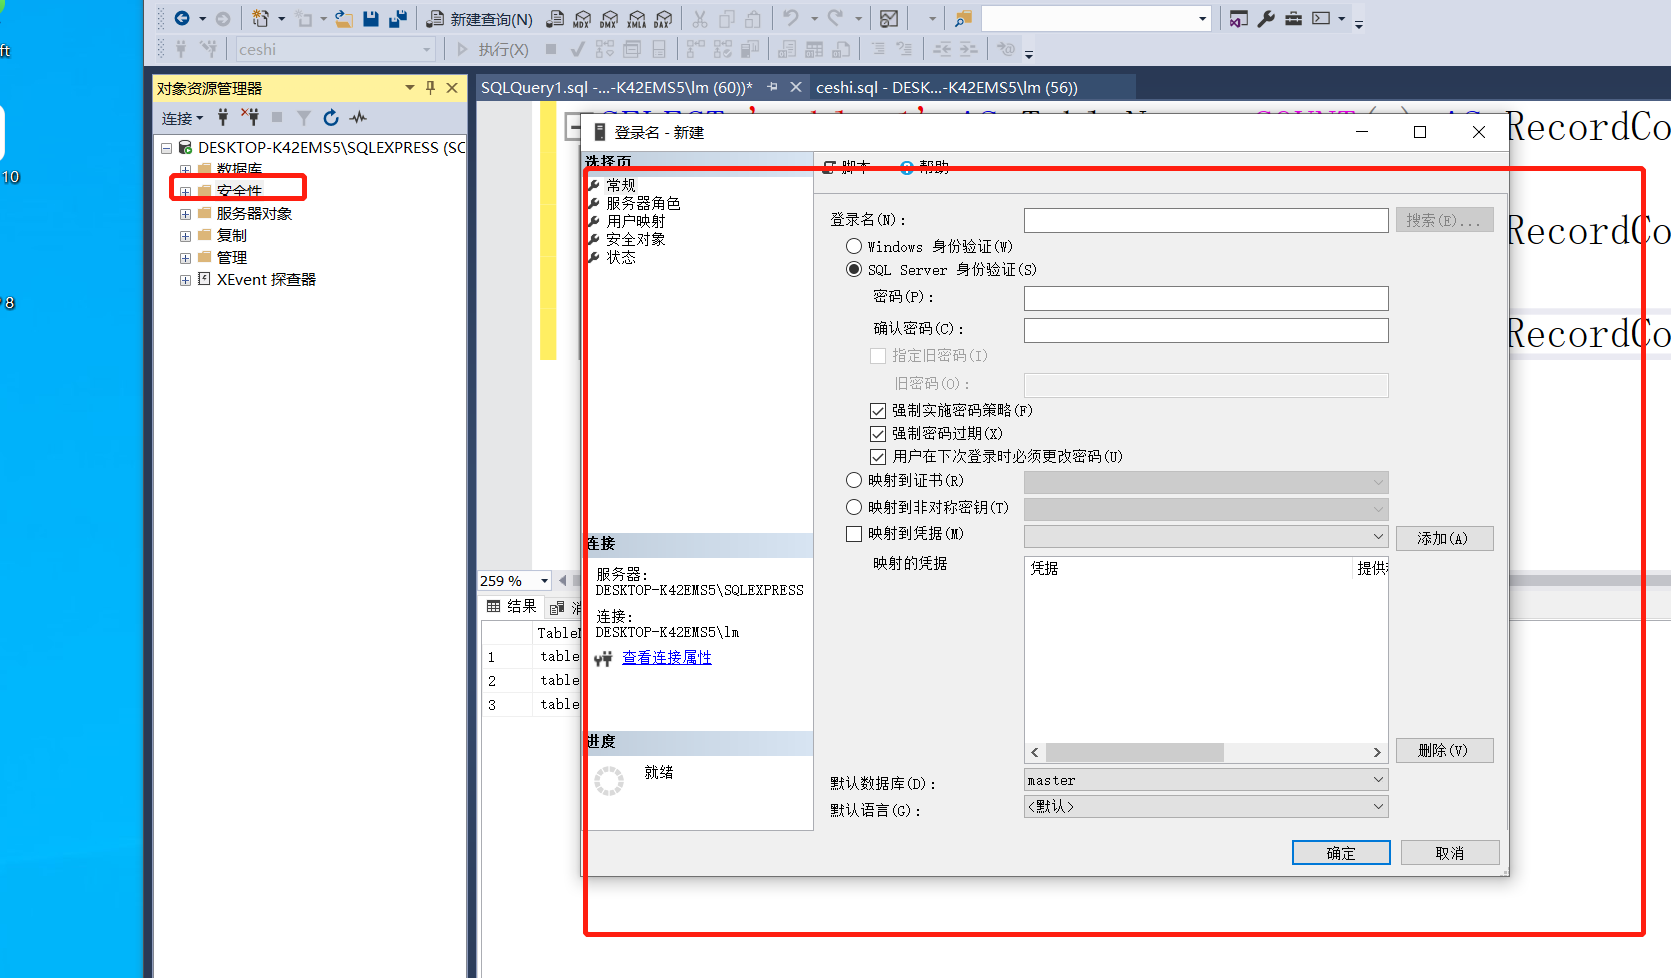 ft
10
8
新建查询(N)
MDX
DMX
XMLA
DAX
ceshi
执行(X)
对象资源管理器
连接
DESKTOP-K42EMS5\SQLEXPRESS (SC
数据库
安全性
服务器对象
复制
管理
XEvent 探查器
SQLQuery1.sql -...-K42EMS5\lm (60))*
ceshi.sql - DESK...-K42EMS5\lm (56))
RecordCo
RecordCo
RecordCo
登录名 - 新建
选择页
常规
服务器角色
用户映射
安全对象
状态
脚本
帮助
登录名(N):
搜索(E)...
Windows 身份验证(W)
SQL Server 身份验证(S)
密码(P):
确认密码(C):
指定旧密码(I)
旧密码(O):
强制实施密码策略(F)
强制密码过期(X)
用户在下次登录时必须更改密码(U)
映射到证书(R)
映射到非对称密钥(T)
映射到凭据(M)
添加(A)
映射的凭据
凭据
提供
删除(V)
默认数据库(D):
master
默认语言(G):
<默认>
确定
取消
连接
服务器:
DESKTOP-K42EMS5\SQLEXPRESS
连接:
DESKTOP-K42EMS5\lm
查看连接属性
进度
就绪
259 %
结果
消
Table
1 table
2 table
3 table